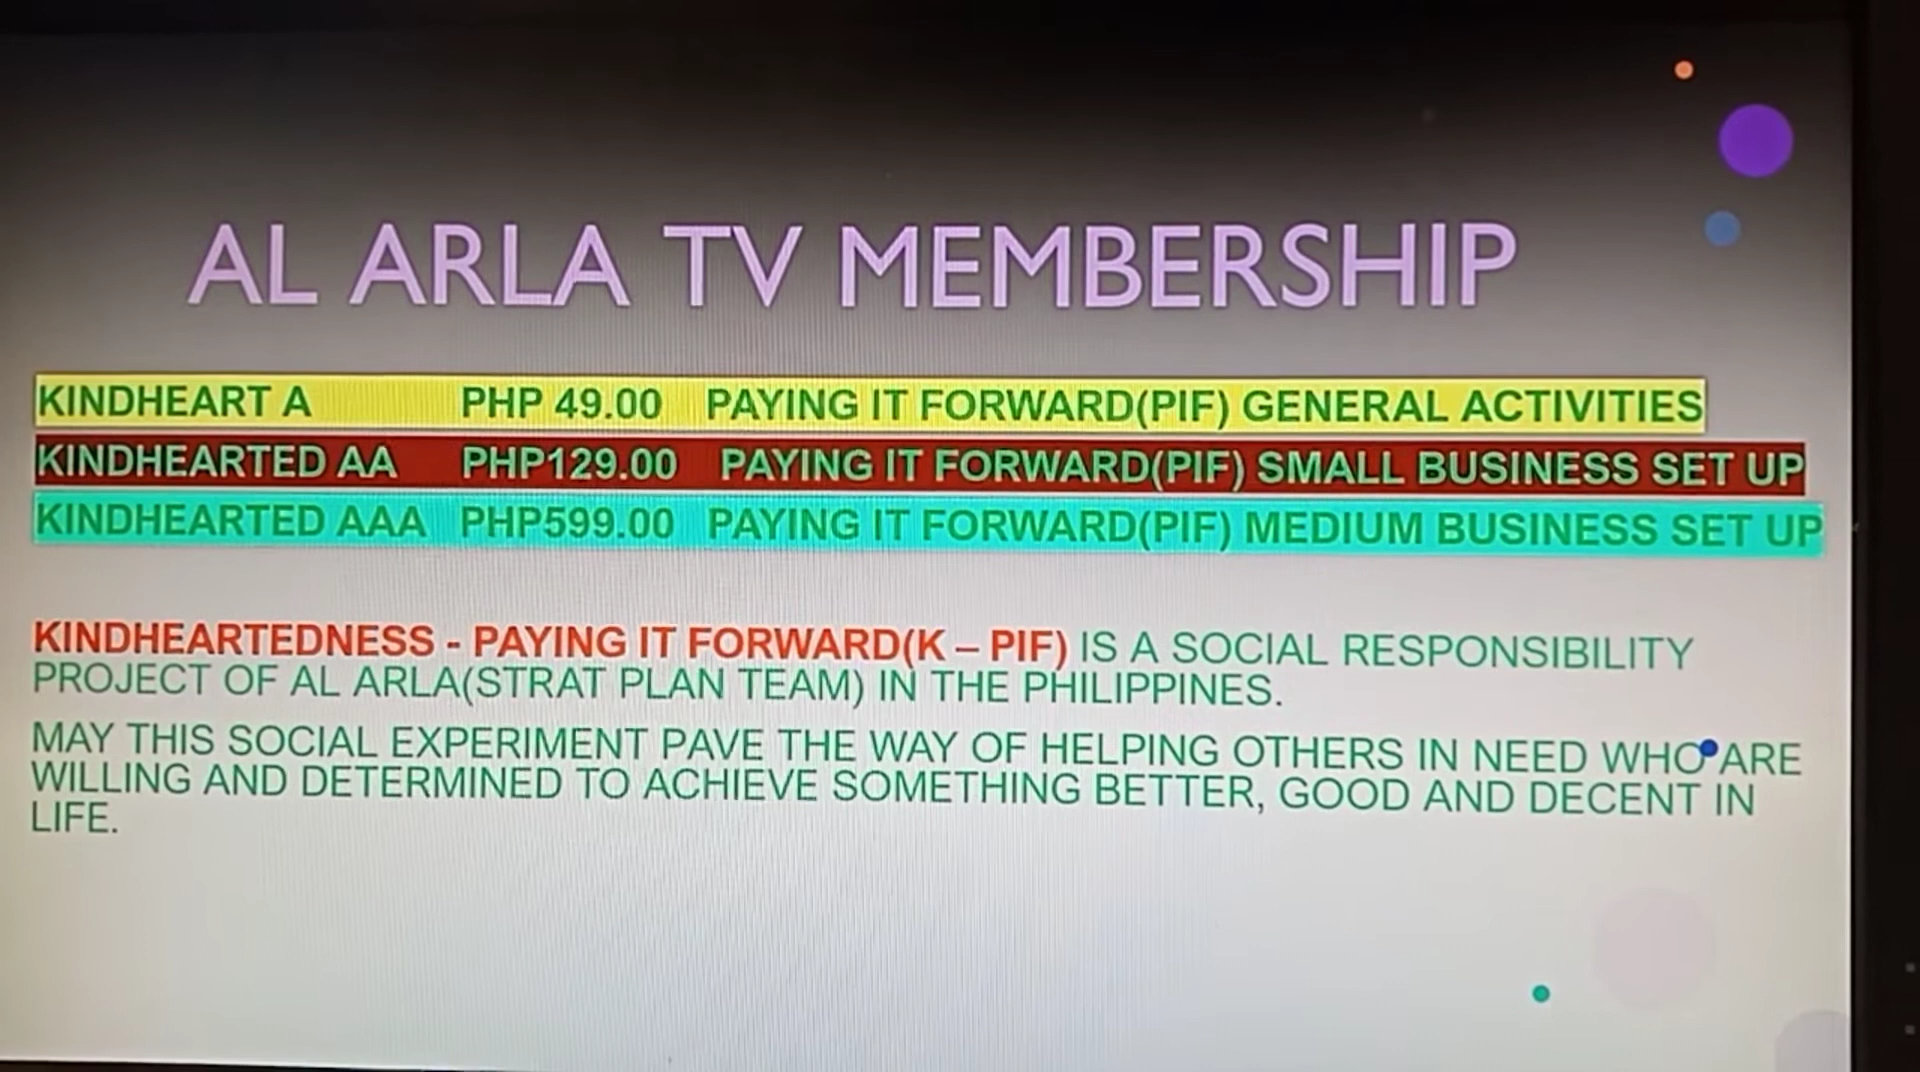 AL ARLA TV MEMBERSHIP
KINDHEART A PHP 49.00 PAYING IT FORWARD(PIF) GENERAL ACTIVITIES
KINDHEARTED AA PHP129.00 PAYING IT FORWARD(PIF) SMALL BUSINESS SET UP
KINDHEARTED AAA PHP599.00 PAYING IT FORWARD(PIF) MEDIUM BUSINESS SET UP
KINDHEARTEDNESS - PAYING IT FORWARD(K – PIF) IS A SOCIAL RESPONSIBILITY
PROJECT OF AL ARLA(STRAT PLAN TEAM) IN THE PHILIPPINES.
MAY THIS SOCIAL EXPERIMENT PAVE THE WAY OF HELPING OTHERS IN NEED WHO ARE
WILLING AND DETERMINED TO ACHIEVE SOMETHING BETTER, GOOD AND DECENT IN
LIFE.